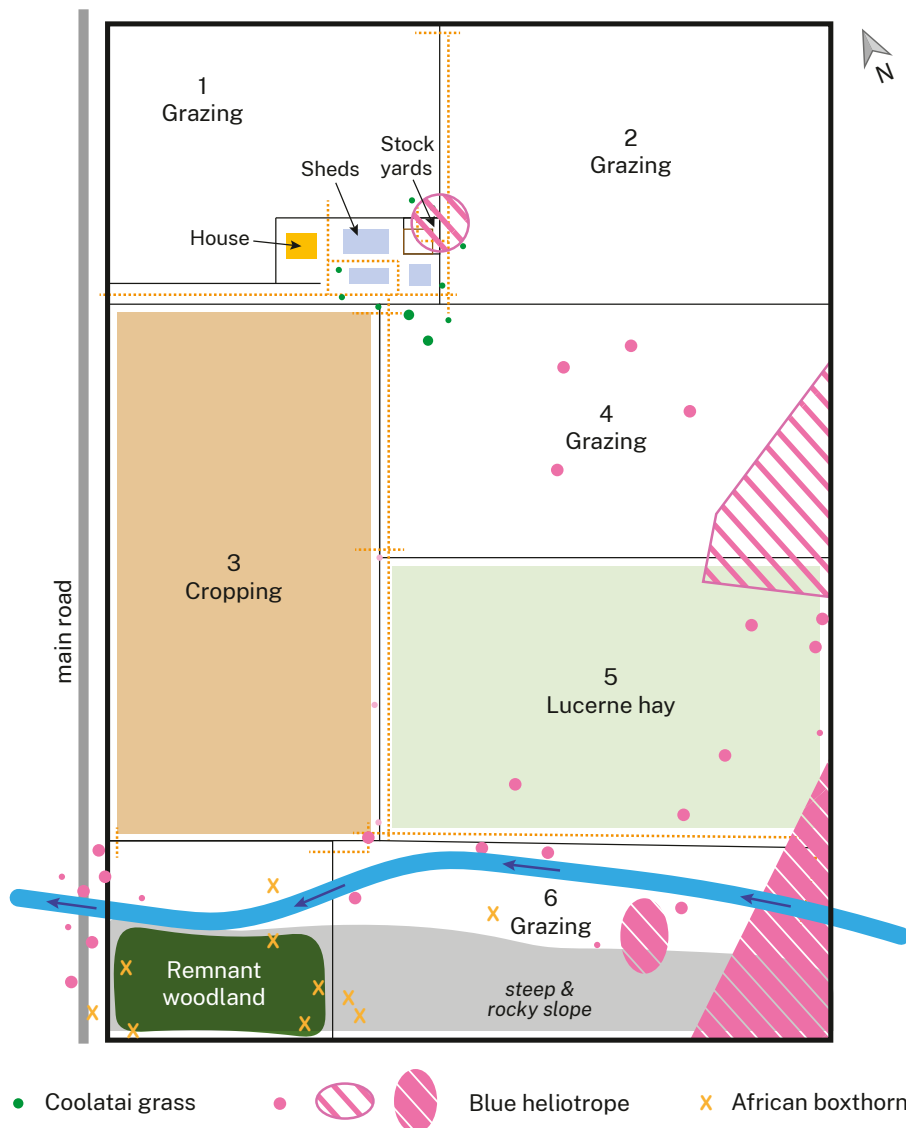 N
1
Grazing
2
Grazing
Stock
yards
Sheds
House
4
Grazing
3
Cropping
main road
5
Lucerne hay
6
Grazing
Remnant
woodland
steep &
rocky slope
Coolatai grass
Blue heliotrope
African boxthorn